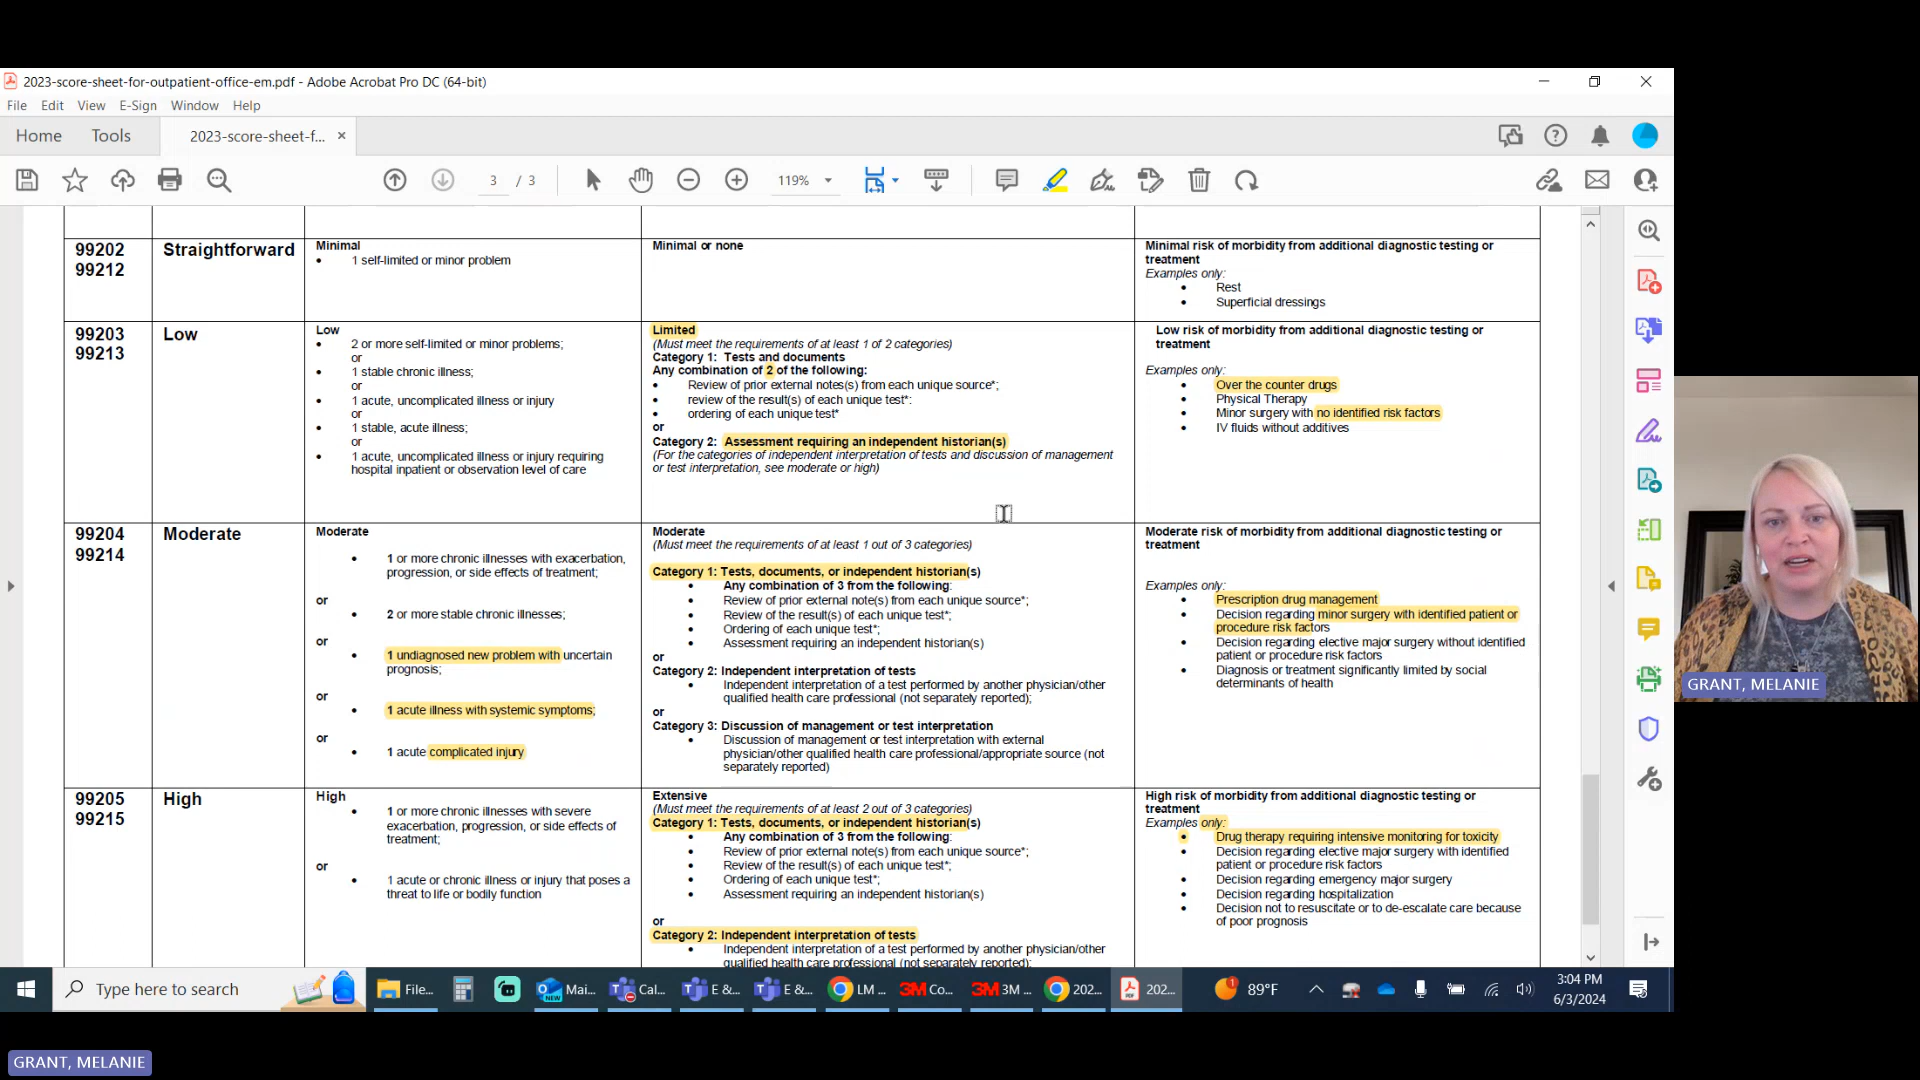 2023-score-sheet-for-outpatient-office-em.pdf - Adobe Acrobat Pro DC (64-bit)
File Edit View E-Sign Window Help
Home Tools 2023-score-sheet-f... ×
3 / 3 119%
99202
99212
Straightforward
Minimal
• 1 self-limited or minor problem
Minimal or none
Minimal risk of morbidity from additional diagnostic testing or
treatment
Examples only:
• Rest
• Superficial dressings
99203
99213
Low
Low
• 2 or more self-limited or minor problems;
or
• 1 stable chronic illness;
or
• 1 acute, uncomplicated illness or injury
or
• 1 stable, acute illness;
or
• 1 acute, uncomplicated illness or injury requiring
hospital inpatient or observation level of care
Limited
(Must meet the requirements of at least 1 of 2 categories)
Category 1: Tests and documents
Any combination of 2 of the following:
• Review of prior external notes(s) from each unique source*;
• review of the result(s) of each unique test*:
• ordering of each unique test*
or
Category 2: Assessment requiring an independent historian(s)
(For the categories of independent interpretation of tests and discussion of management
or test interpretation, see moderate or high)
Low risk of morbidity from additional diagnostic testing or
treatment
Examples only:
• Over the counter drugs
• Physical Therapy
• Minor surgery with no identified risk factors
• IV fluids without additives
99204
99214
Moderate
Moderate
• 1 or more chronic illnesses with exacerbation,
progression, or side effects of treatment;
or
• 2 or more stable chronic illnesses;
or
• 1 undiagnosed new problem with uncertain
prognosis;
or
• 1 acute illness with systemic symptoms;
or
• 1 acute complicated injury
Moderate
(Must meet the requirements of at least 1 out of 3 categories)
Category 1: Tests, documents, or independent historian(s)
• Any combination of 3 from the following:
• Review of prior external note(s) from each unique source*;
• Review of the result(s) of each unique test*;
• Ordering of each unique test*;
• Assessment requiring an independent historian(s)
or
Category 2: Independent interpretation of tests
• Independent interpretation of a test performed by another physician/other
qualified health care professional (not separately reported);
or
Category 3: Discussion of management or test interpretation
• Discussion of management or test interpretation with external
physician/other qualified health care professional/appropriate source (not
separately reported)
Moderate risk of morbidity from additional diagnostic testing or
treatment
Examples only:
• Prescription drug management
• Decision regarding minor surgery with identified patient or
procedure risk factors
• Decision regarding elective major surgery without identified
patient or procedure risk factors
• Diagnosis or treatment significantly limited by social
determinants of health
99205
99215
High
High
• 1 or more chronic illnesses with severe
exacerbation, progression, or side effects of
treatment;
or
• 1 acute or chronic illness or injury that poses a
threat to life or bodily function
Extensive
(Must meet the requirements of at least 2 out of 3 categories)
Category 1: Tests, documents, or independent historian(s)
• Any combination of 3 from the following:
• Review of prior external note(s) from each unique source*;
• Review of the result(s) of each unique test*;
• Ordering of each unique test*;
• Assessment requiring an independent historian(s)
or
Category 2: Independent interpretation of tests
• Independent interpretation of a test performed by another physician/other
qualified health care professional (not separately reported);
High risk of morbidity from additional diagnostic testing or
treatment
Examples only:
• Drug therapy requiring intensive monitoring for toxicity
• Decision regarding elective major surgery with identified
patient or procedure risk factors
• Decision regarding emergency major surgery
• Decision regarding hospitalization
• Decision not to resuscitate or to de-escalate care because
of poor prognosis
GRANT, MELANIE
Type here to search File... Mai... Cal... E &... E &... LM ... 3M Co... 3M 3M ... 202... 202... 89°F 3:04 PM
6/3/2024
GRANT, MELANIE